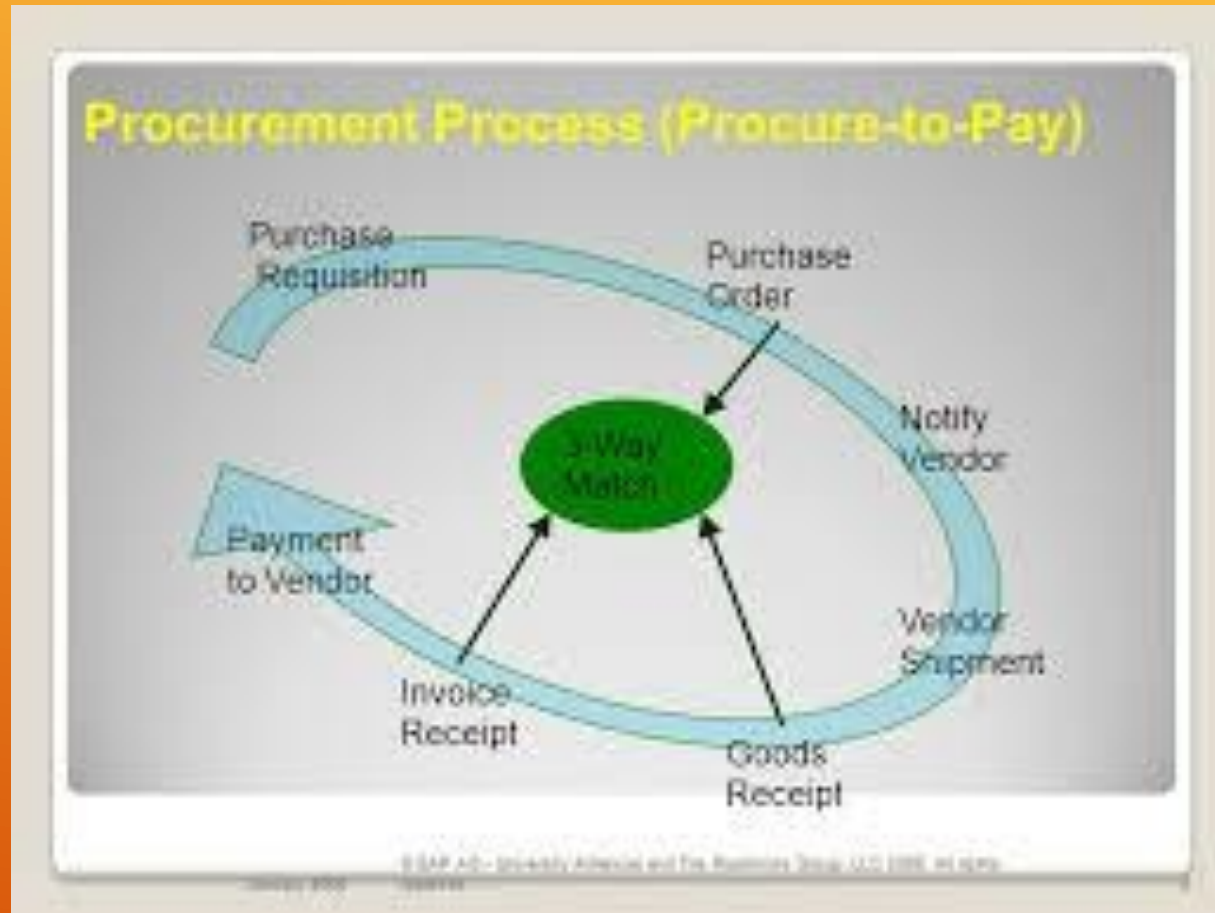 Procurement Process (Procure-to-Pay)
Purchase
Requisition
Purchase
Order
Notify
Vendor
3-Way
Match
Vendor
Shipment
Payment
to Vendor
Invoice
Receipt
Goods
Receipt